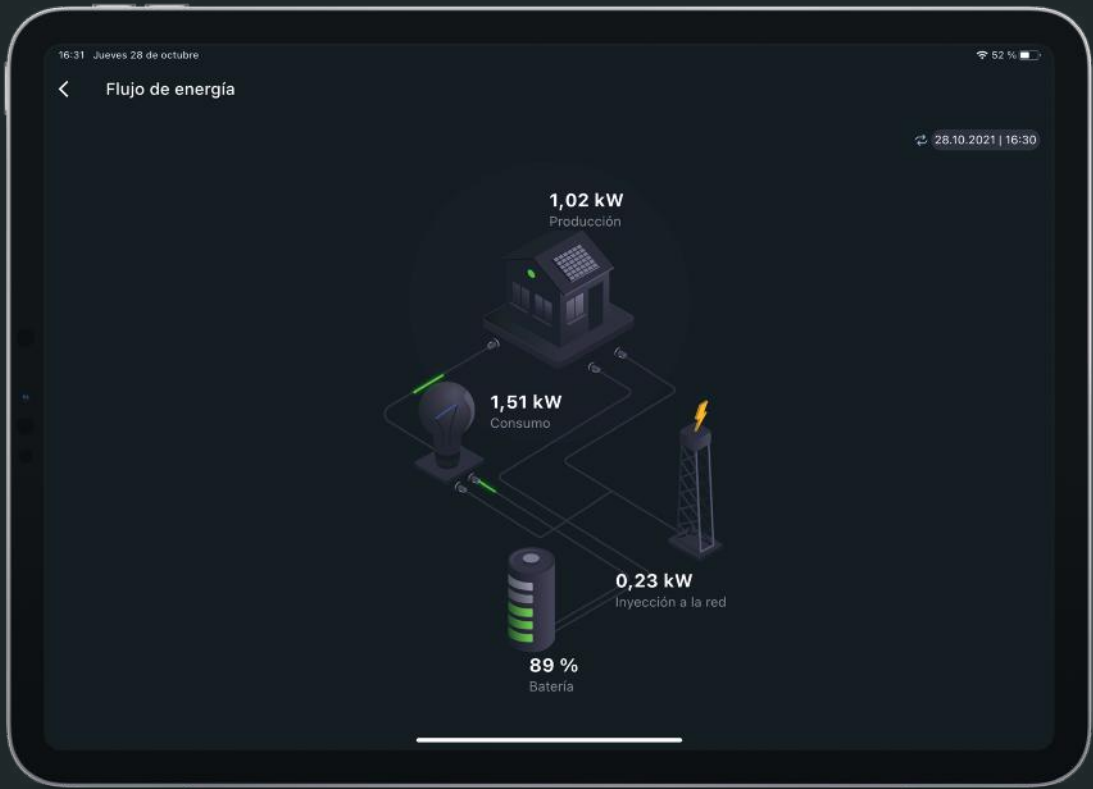 16:31 Jueves 28 de octubre
52 %
Flujo de energía
28.10.2021 | 16:30
1,02 kW
Producción
1,51 kW
Consumo
0,23 kW
Inyección a la red
89 %
Batería